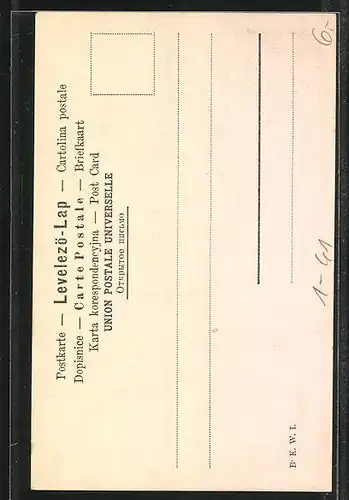 Postkarte — Levelező-Lap — Cartolina postale
Dopisnice — Carte Postale — Briefkaart
Karta korespondencyjna — Post Card
UNION POSTALE UNIVERSELLE
Открытое письмо
B. K. W. I.
6,-
1-41